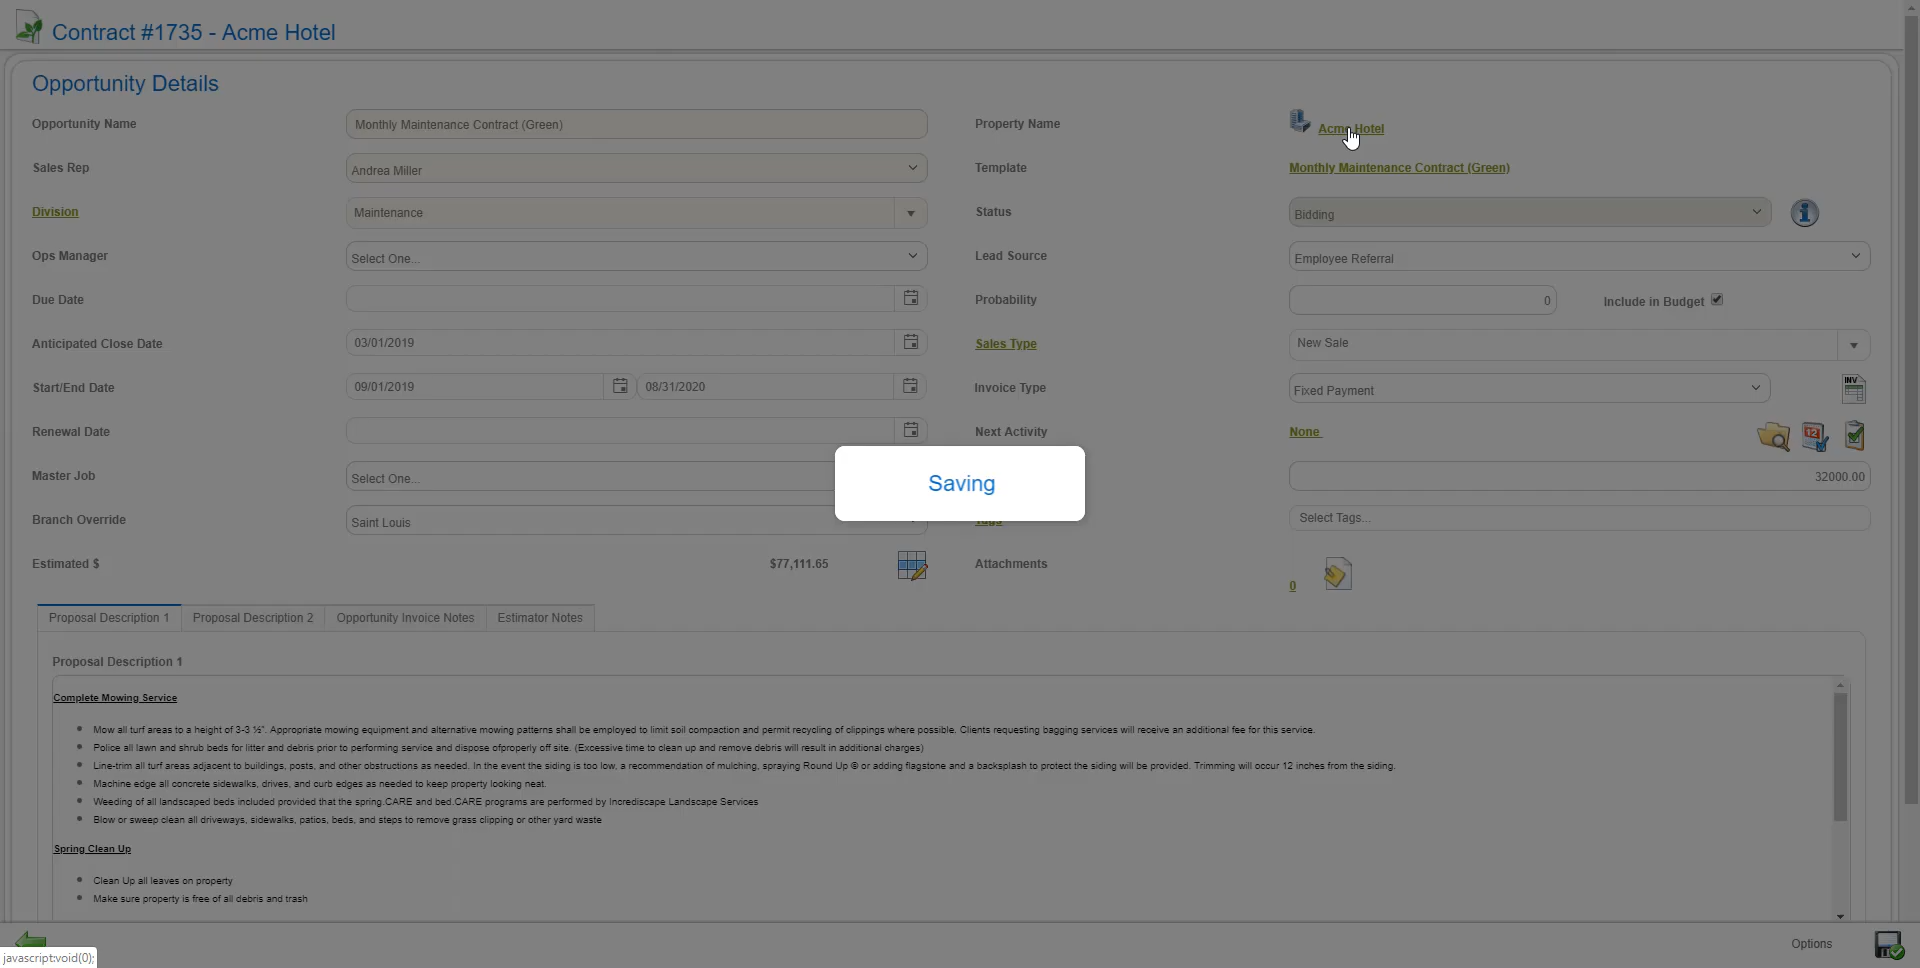 Contract #1735 - Acme Hotel
Opportunity Details
Opportunity Name
Monthly Maintenance Contract (Green)
Property Name
Acme Hotel
Sales Rep
Andrea Miller
Template
Monthly Maintenance Contract (Green)
Division
Maintenance
Status
Bidding
Ops Manager
Select One...
Lead Source
Employee Referral
Due Date
Probability
0
Include in Budget
Anticipated Close Date
03/01/2019
Sales Type
New Sale
Start/End Date
09/01/2019
08/31/2020
Invoice Type
Fixed Payment
INV
Renewal Date
Next Activity
None
12
Master Job
Select One...
32000.00
Saving
Branch Override
Saint Louis
Tags
Select Tags...
Estimated $
$77,111.65
Attachments
0
Proposal Description 1
Proposal Description 2
Opportunity Invoice Notes
Estimator Notes
Proposal Description 1
Complete Mowing Service
Mow all turf areas to a height of 3-3 ½". Appropriate mowing equipment and alternative mowing patterns shall be employed to limit soil compaction and permit recycling of clippings where possible. Clients requesting bagging services will receive an additional fee for this service.
Police all lawn and shrub beds for litter and debris prior to performing service and dispose ofproperly off site. (Excessive time to clean up and remove debris will result in additional charges)
Line-trim all turf areas adjacent to buildings, posts, and other obstructions as needed. In the event the siding is too low, a recommendation of mulching, spraying Round Up ® or adding flagstone and a backsplash to protect the siding will be provided. Trimming will occur 12 inches from the siding.
Machine edge all concrete sidewalks, drives, and curb edges as needed to keep property looking neat.
Weeding of all landscaped beds included provided that the spring.CARE and bed.CARE programs are performed by Incrediscape Landscape Services
Blow or sweep clean all driveways, sidewalks, patios, beds, and steps to remove grass clipping or other yard waste
Spring Clean Up
Clean Up all leaves on property
Make sure property is free of all debris and trash
Options
javascript:void(0);